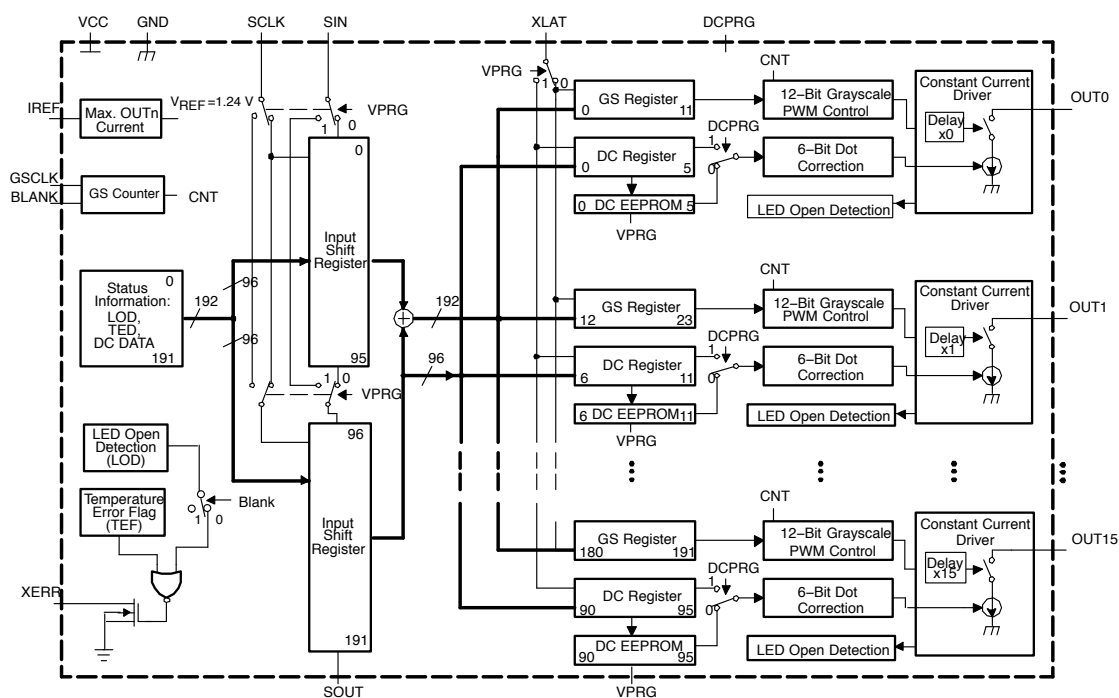 VCC
GND
SCLK
SIN
XLAT
DCPRG
IREF
Max. OUTn
Current
VREF=1.24 V
VPRG
1
0
GSCLK
BLANK
GS Counter
CNT
0
Status
Information:
LOD,
TED,
DC DATA
191
192
96
96
0
Input
Shift
Register
95
1
0
VPRG
96
Input
Shift
Register
191
SOUT
192
96
LED Open
Detection
(LOD)
Temperature
Error Flag
(TEF)
Blank
1
0
XERR
VPRG
1
0
GS Register
0
11
DC Register
0
5
0
DC EEPROM
5
VPRG
DCPRG
1
0
CNT
12−Bit Grayscale
PWM Control
6−Bit Dot
Correction
LED Open Detection
Constant Current
Driver
Delay
x0
OUT0
GS Register
12
23
DC Register
6
11
6
DC EEPROM
11
VPRG
DCPRG
1
0
CNT
12−Bit Grayscale
PWM Control
6−Bit Dot
Correction
LED Open Detection
Constant Current
Driver
Delay
x1
OUT1
GS Register
180
191
DC Register
90
95
DC EEPROM
90
95
VPRG
DCPRG
1
0
CNT
12−Bit Grayscale
PWM Control
6−Bit Dot
Correction
LED Open Detection
Constant Current
Driver
Delay
x15
OUT15